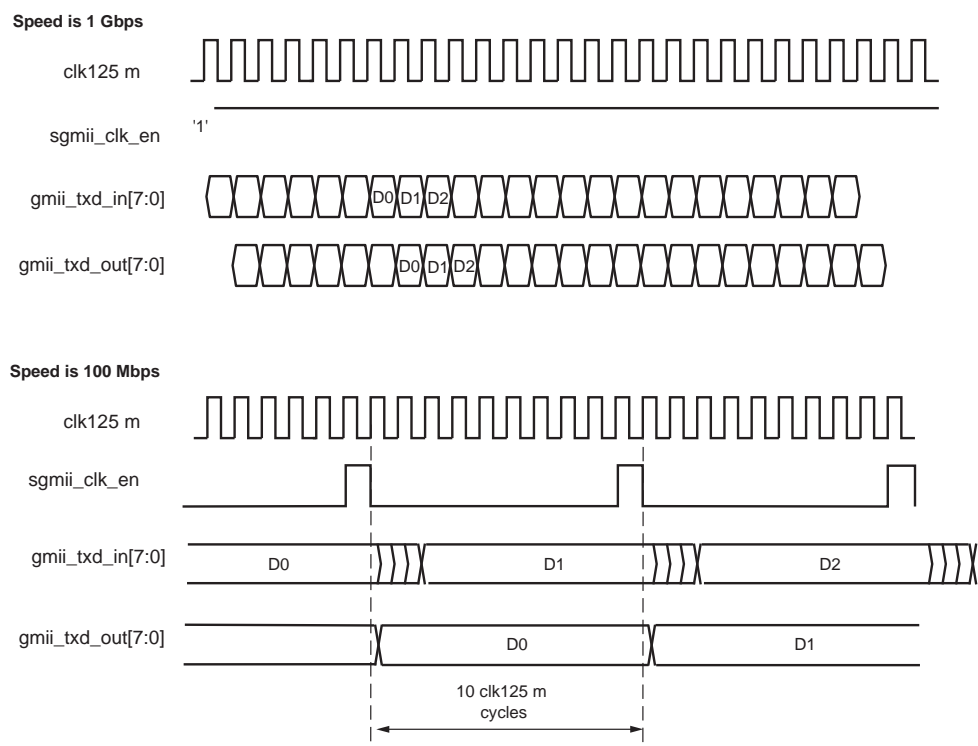 Speed is 1 Gbps
clk125 m
'1'
sgmii_clk_en
gmii_txd_in[7:0]
D0 D1 D2
gmii_txd_out[7:0]
D0 D1 D2
Speed is 100 Mbps
clk125 m
sgmii_clk_en
gmii_txd_in[7:0]
D0 D1 D2
gmii_txd_out[7:0]
D0 D1
10 clk125 m
cycles